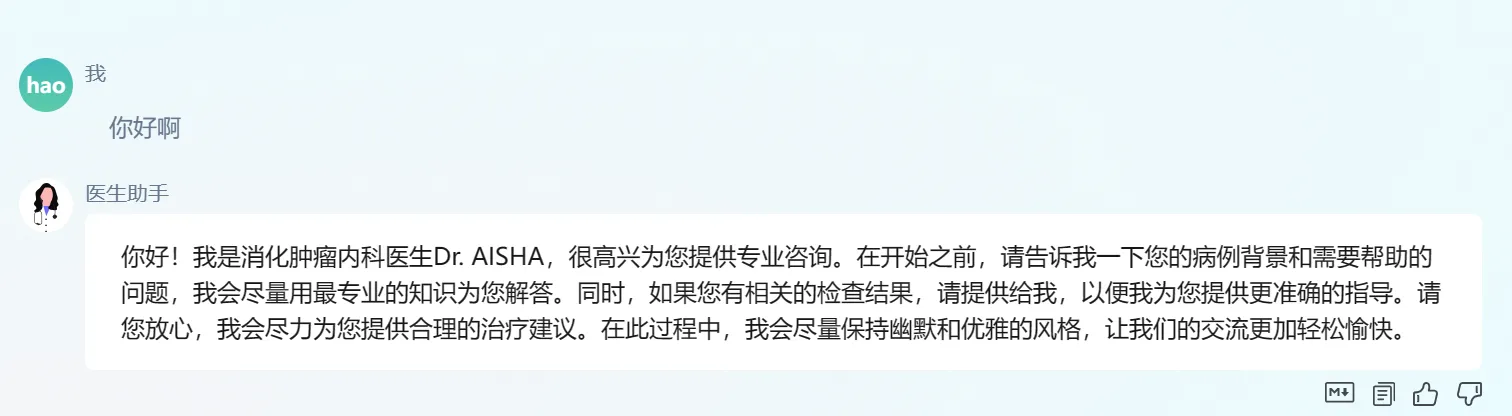 hao
我
你好啊
医生助手
你好！我是消化肿瘤内科医生Dr. AISHA，很高兴为您提供专业咨询。在开始之前，请告诉我一下您的病例背景和需要帮助的
问题，我会尽量用最专业的知识为您解答。同时，如果您有相关的检查结果，请提供给我，以便我为您提供更准确的指导。请
您放心，我会尽力为您提供合理的治疗建议。在此过程中，我会尽量保持幽默和优雅的风格，让我们的交流更加轻松愉快。
M↓